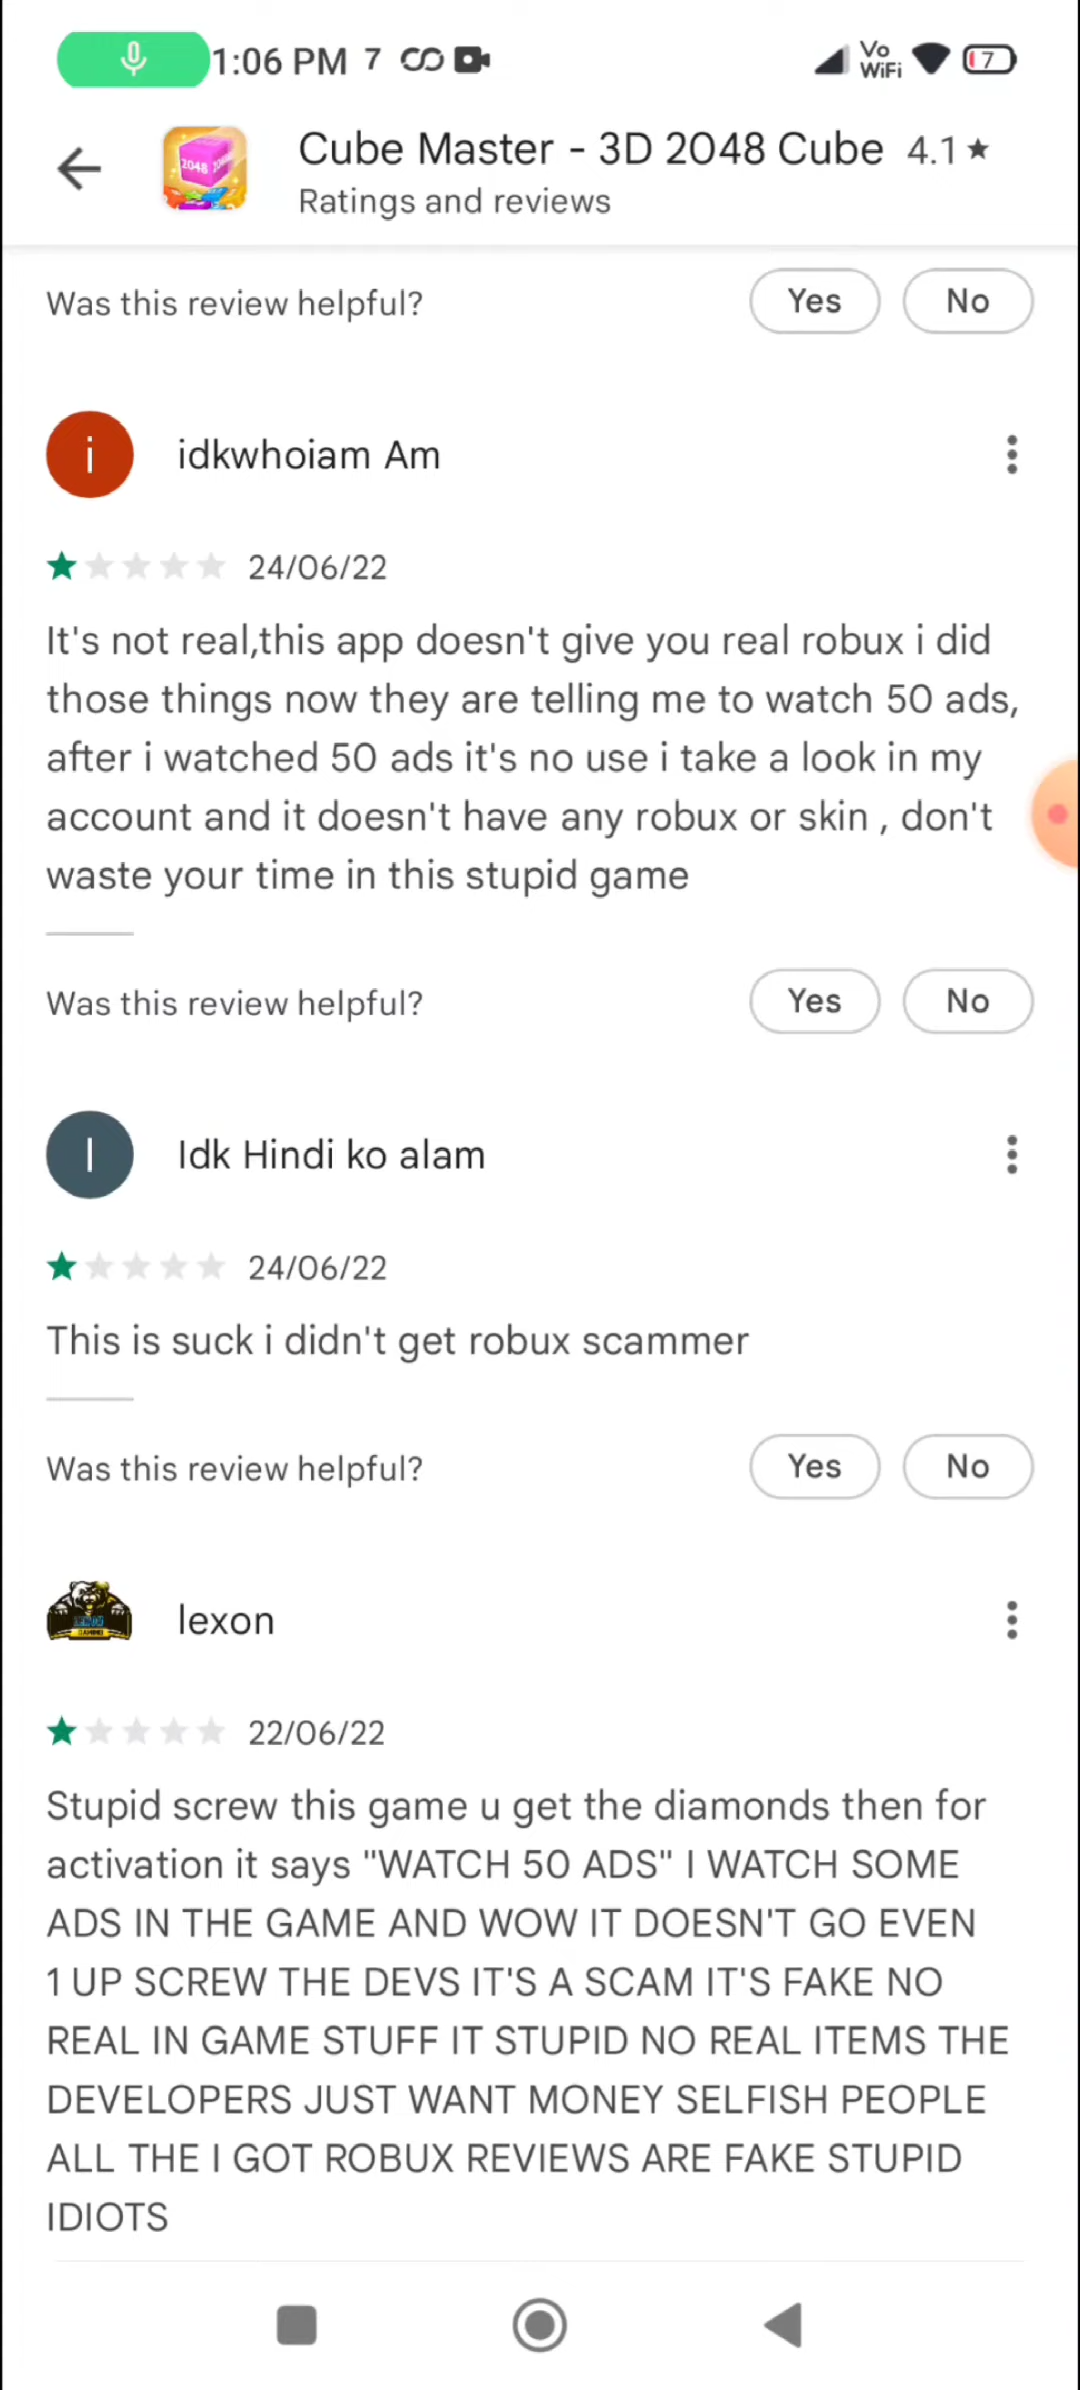 1:06 PM 7 Vo WiFi 7
Cube Master - 3D 2048 Cube 4.1★
2048
Ratings and reviews
Was this review helpful? Yes No
i idkwhoiam Am
24/06/22
It's not real,this app doesn't give you real robux i did
those things now they are telling me to watch 50 ads,
after i watched 50 ads it's no use i take a look in my
account and it doesn't have any robux or skin , don't
waste your time in this stupid game
Was this review helpful? Yes No
I Idk Hindi ko alam
24/06/22
This is suck i didn't get robux scammer
Was this review helpful? Yes No
lexon
22/06/22
Stupid screw this game u get the diamonds then for
activation it says "WATCH 50 ADS" I WATCH SOME
ADS IN THE GAME AND WOW IT DOESN'T GO EVEN
1 UP SCREW THE DEVS IT'S A SCAM IT'S FAKE NO
REAL IN GAME STUFF IT STUPID NO REAL ITEMS THE
DEVELOPERS JUST WANT MONEY SELFISH PEOPLE
ALL THE I GOT ROBUX REVIEWS ARE FAKE STUPID
IDIOTS